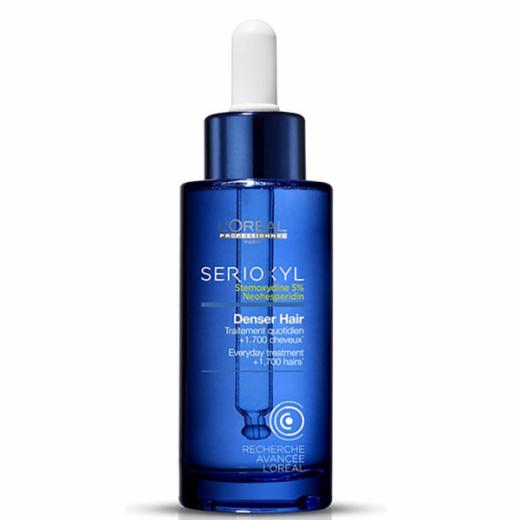 L'ORÉAL
PROFESSIONNEL
PARIS
SERIOXYL
Stemoxydine 5%
Neohesperidin
Denser Hair
Traitement quotidien
+1.700 cheveux*
Everyday treatment
+1,700 hairs*
RECHERCHE
AVANCÉE
L'ORÉAL